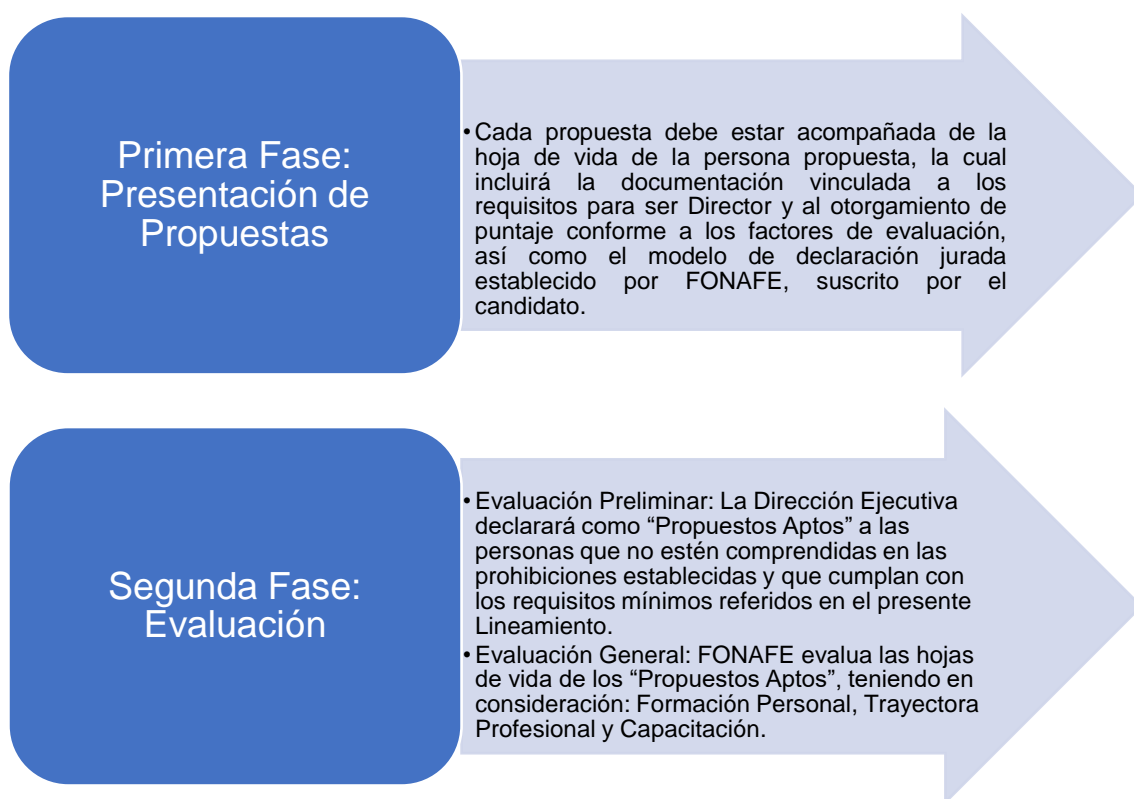 Primera Fase:
Presentación de
Propuestas
•Cada propuesta debe estar acompañada de la
hoja de vida de la persona propuesta, la cual
incluirá la documentación vinculada a los
requisitos para ser Director y al otorgamiento de
puntaje conforme a los factores de evaluación,
así como el modelo de declaración jurada
establecido por FONAFE, suscrito por el
candidato.
Segunda Fase:
Evaluación
•Evaluación Preliminar: La Dirección Ejecutiva
declarará como “Propuestos Aptos” a las
personas que no estén comprendidas en las
prohibiciones establecidas y que cumplan con
los requisitos mínimos referidos en el presente
Lineamiento.
•Evaluación General: FONAFE evalua las hojas
de vida de los “Propuestos Aptos”, teniendo en
consideración: Formación Personal, Trayectora
Profesional y Capacitación.